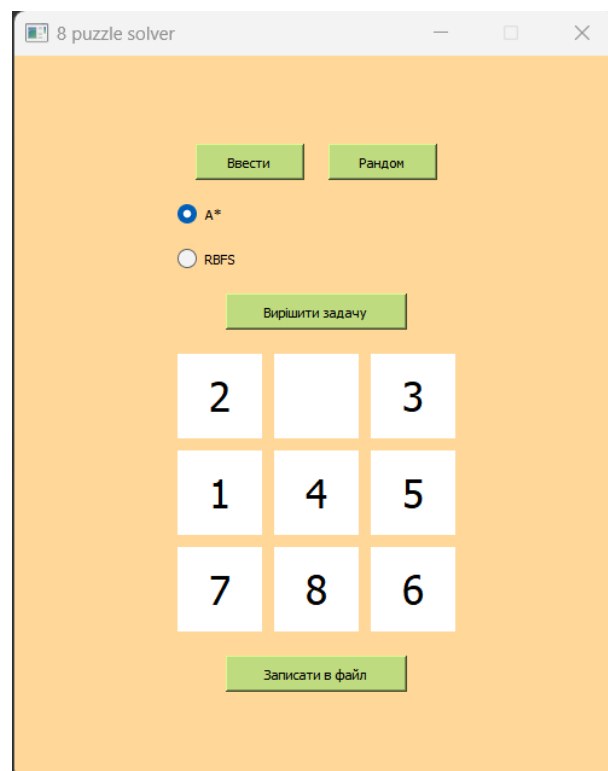 8 puzzle solver
Ввести Рандом
A*
RBFS
Вирішити задачу
2 3
1 4 5
7 8 6
Записати в файл